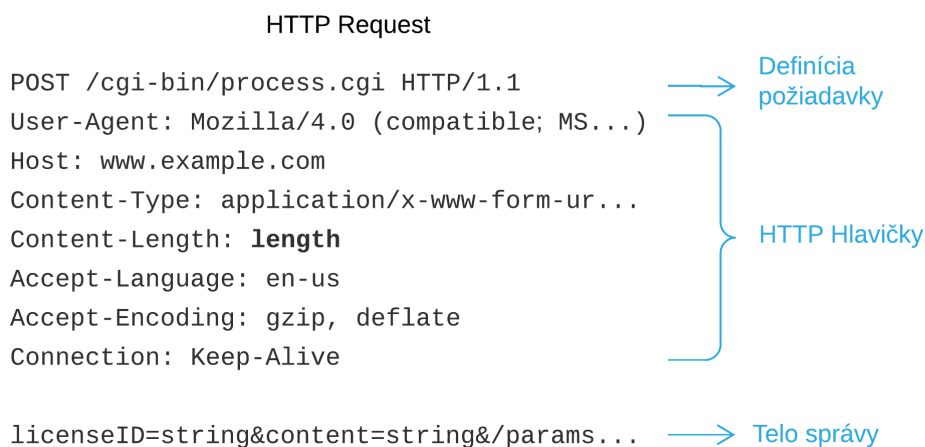 HTTP Request
POST /cgi-bin/process.cgi HTTP/1.1
Definícia
požiadavky
User-Agent: Mozilla/4.0 (compatible; MS...)
Host: www.example.com
Content-Type: application/x-www-form-ur...
Content-Length: length
HTTP Hlavičky
Accept-Language: en-us
Accept-Encoding: gzip, deflate
Connection: Keep-Alive
licenseID=string&content=string&/params...
Telo správy